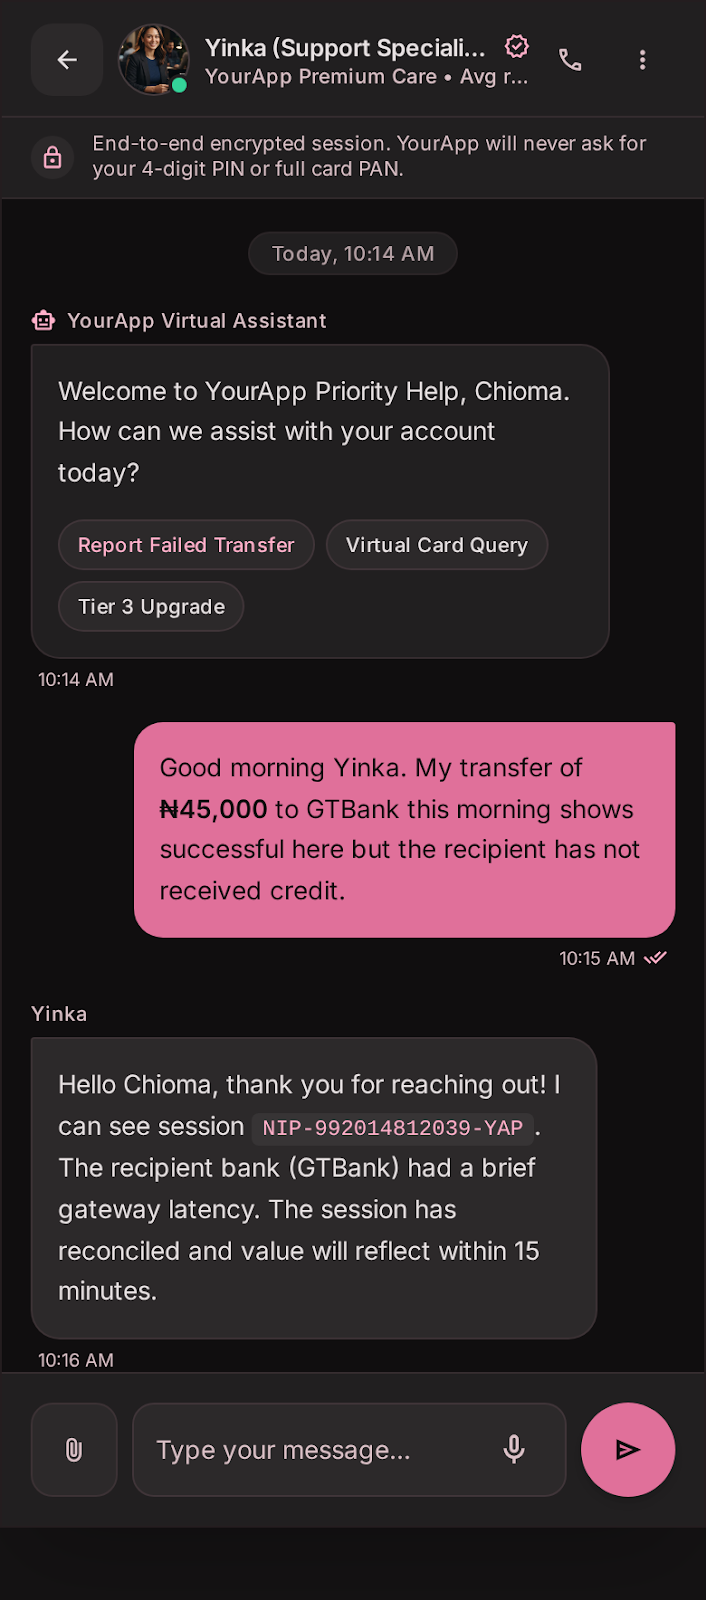 Yinka (Support Speciali...
YourApp Premium Care • Avg r...
End-to-end encrypted session. YourApp will never ask for
your 4-digit PIN or full card PAN.
Today, 10:14 AM
YourApp Virtual Assistant
Welcome to YourApp Priority Help, Chioma.
How can we assist with your account
today?
Report Failed Transfer
Virtual Card Query
Tier 3 Upgrade
10:14 AM
Good morning Yinka. My transfer of
₦45,000 to GTBank this morning shows
successful here but the recipient has not
received credit.
10:15 AM
Yinka
Hello Chioma, thank you for reaching out! I
can see session NIP-992014812039-YAP.
The recipient bank (GTBank) had a brief
gateway latency. The session has
reconciled and value will reflect within 15
minutes.
10:16 AM
Type your message...